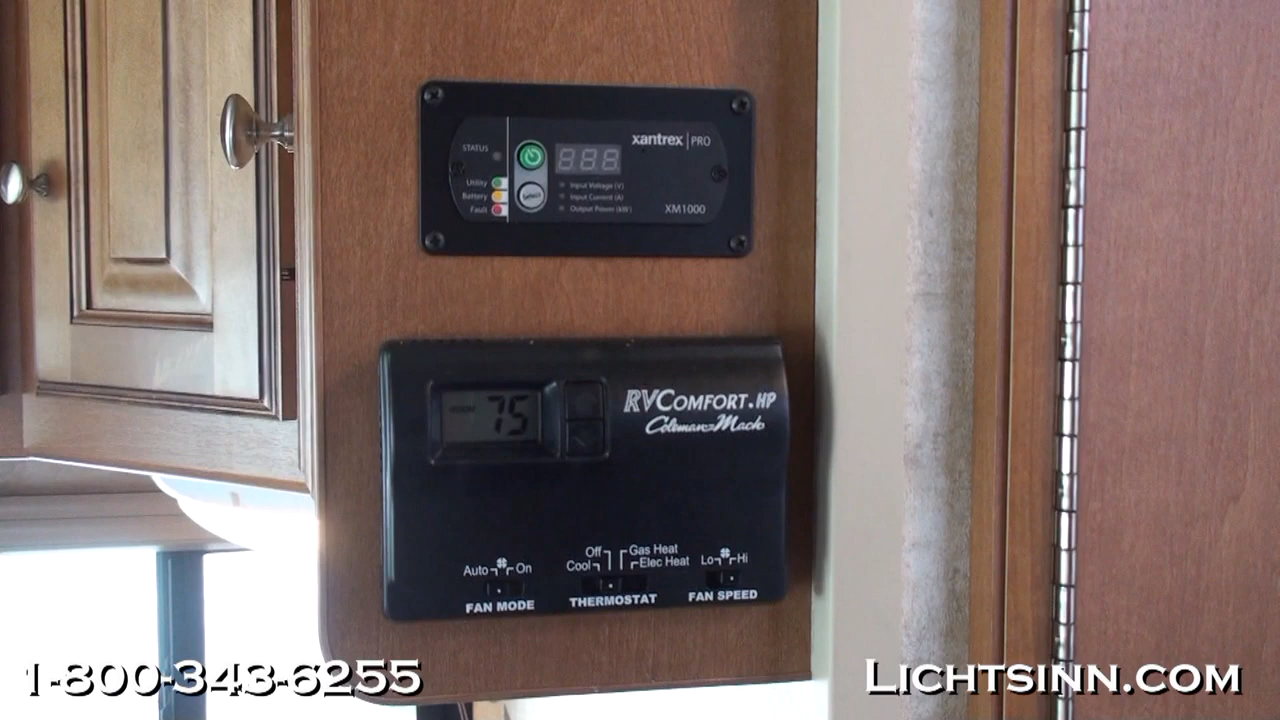 xantrex | PRO
STATUS
Utility
Battery
Fault
Select
888
Input Voltage (V)
Input Current (A)
Output Power (kW)
XM1000
75
RVCOMFORT.HP
Coleman-Mach
Auto On
FAN MODE
Off Gas Heat
Cool Elec Heat
THERMOSTAT
Lo Hi
FAN SPEED
1-800-343-6255
LICHTSINN.COM